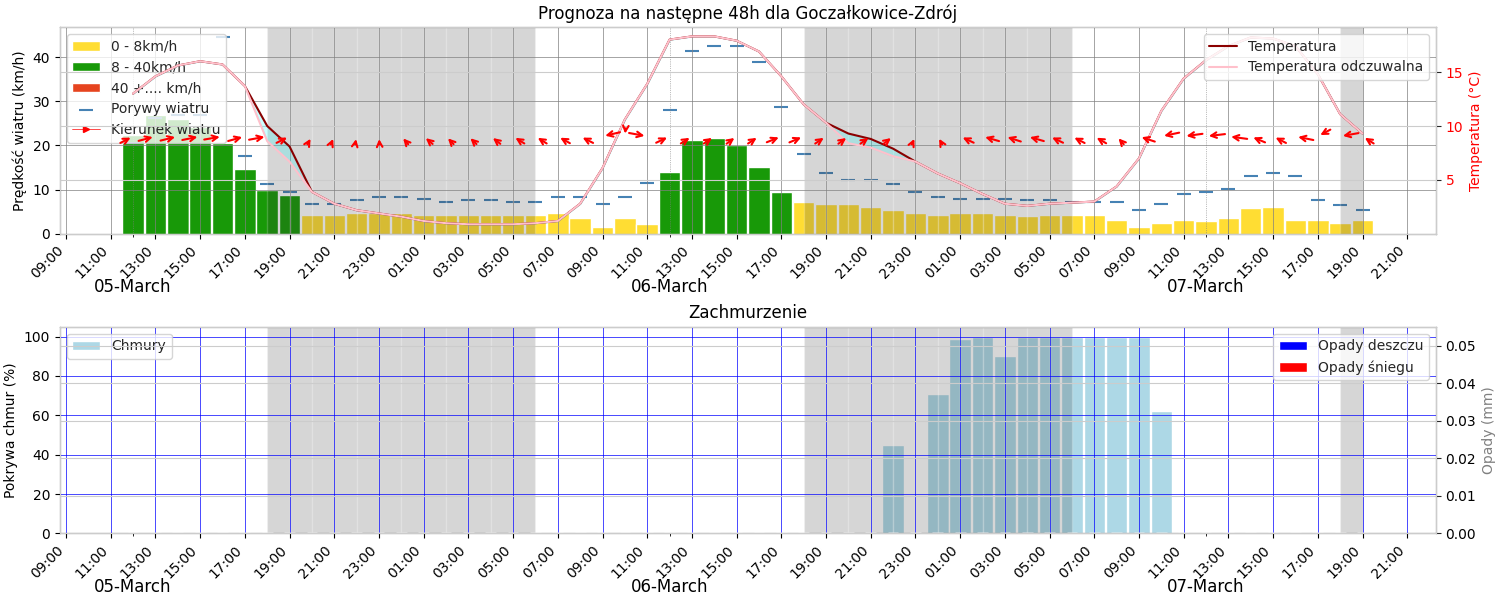 Prognoza na następne 48h dla Goczałkowice-Zdrój
Prędkość wiatru (km/h)
40
30
20
10
0
0 - 8km/h
8 - 40km/h
40 +.... km/h
Porywy wiatru
Kierunek wiatru
Temperatura
Temperatura odczuwalna
15
10
5
Temperatura (°C)
09:00 11:00 13:00 15:00 17:00 19:00 21:00 23:00 01:00 03:00 05:00 07:00 09:00 11:00 13:00 15:00 17:00 19:00 21:00 23:00 01:00 03:00 05:00 07:00 09:00 11:00 13:00 15:00 17:00 19:00 21:00
05-March 06-March 07-March
Zachmurzenie
Pokrywa chmur (%)
100
80
60
40
20
0
Chmury
Opady deszczu
Opady śniegu
0.05
0.04
0.03
0.02
0.01
0.00
Opady (mm)
09:00 11:00 13:00 15:00 17:00 19:00 21:00 23:00 01:00 03:00 05:00 07:00 09:00 11:00 13:00 15:00 17:00 19:00 21:00 23:00 01:00 03:00 05:00 07:00 09:00 11:00 13:00 15:00 17:00 19:00 21:00
05-March 06-March 07-March